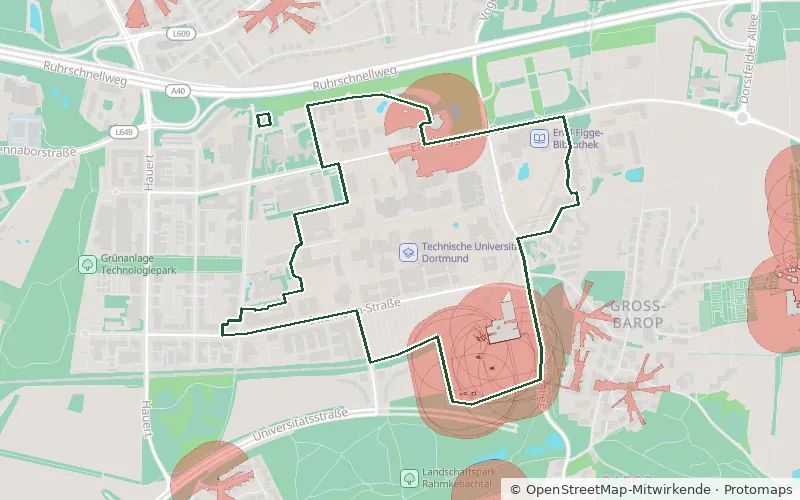 L609
Ruhrschnellweg
Ruhrschnellweg
A40
Dorstfelder Allee
L649
Hauert
Emil-Figge-
Bibliothek
Technische Universitä
Dortmund
Grünanlage
Technologiepark
-Straße
GROSS-
BAROP
Hauert
Universitätsstraße
Landschaftspark
Rahmkebachtal
© OpenStreetMap-Mitwirkende, Protomaps